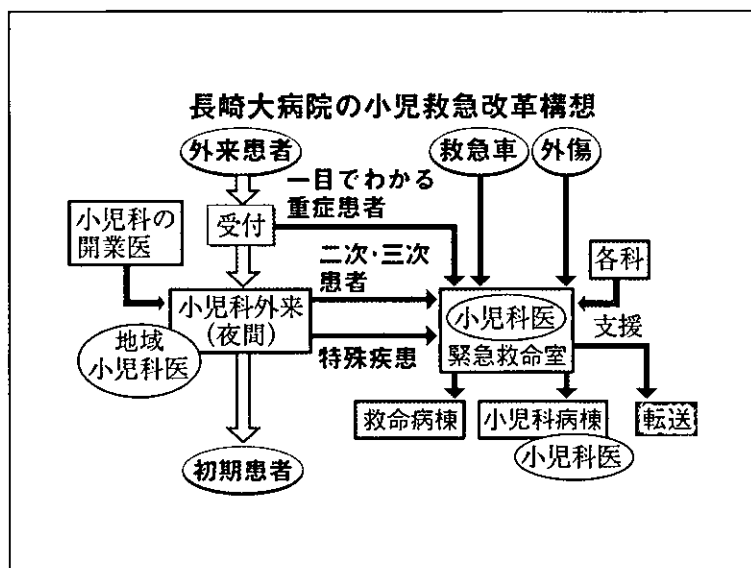 長崎大病院の小児救急改革構想
外来患者
救急車
外傷
一目でわかる
重症患者
小児科の
開業医
受付
二次・三次
患者
各科
小児科外来
(夜間)
小児科医
緊急救命室
支援
地域
小児科医
特殊疾患
救命病棟
小児科病棟
転送
小児科医
初期患者